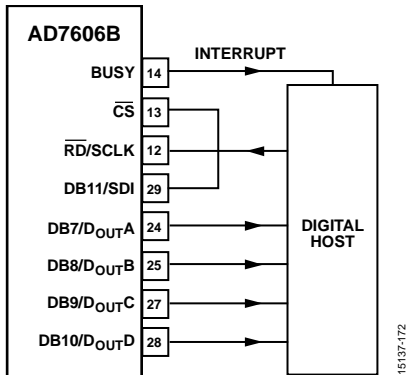 AD7606B
INTERRUPT
BUSY 14
CS 13
RD/SCLK 12
DB11/SDI 29
DB7/DOUTA 24
DB8/DOUTB 25
DB9/DOUTC 27
DB10/DOUTD 28
DIGITAL
HOST
15137-172